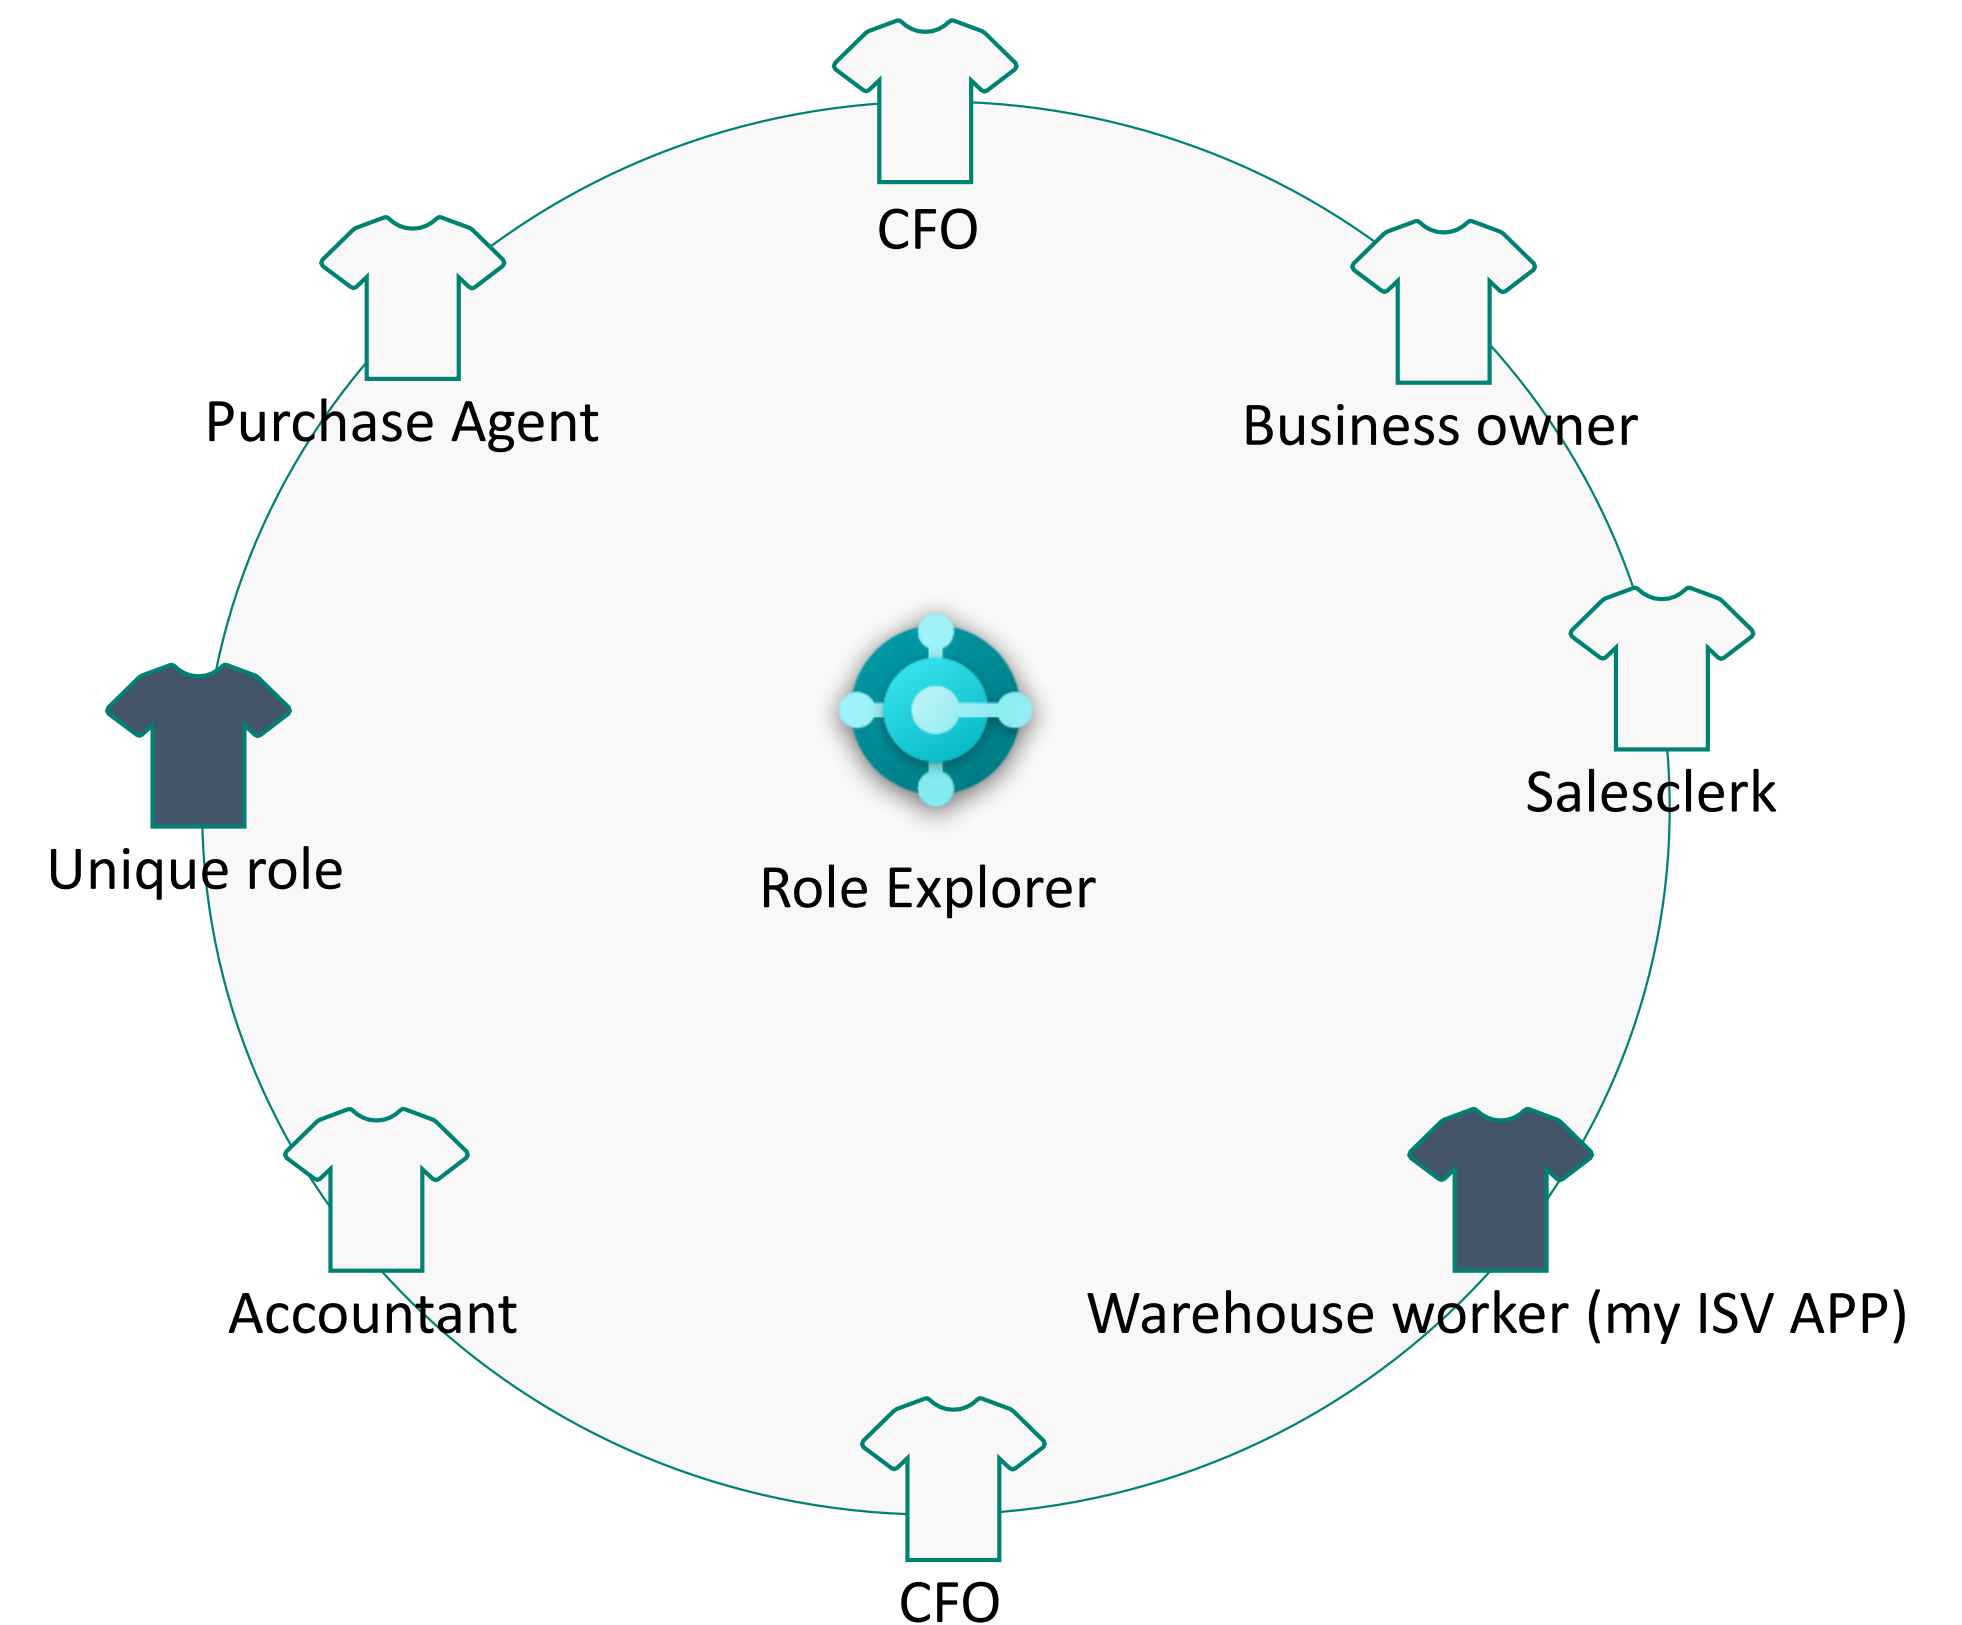 CFO
Purchase Agent
Business owner
Salesclerk
Unique role
Role Explorer
Accountant
Warehouse worker (my ISV APP)
CFO